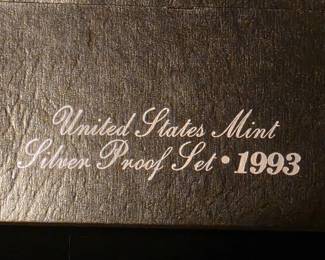 United States Mint
Silver Proof Set • 1993